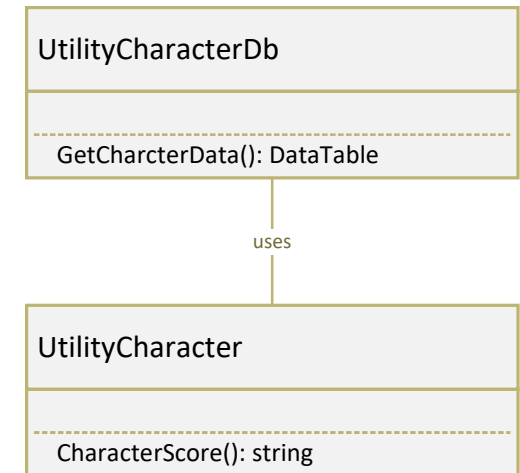 UtilityCharacterDb
GetCharcterData(): DataTable
uses
UtilityCharacter
CharacterScore(): string